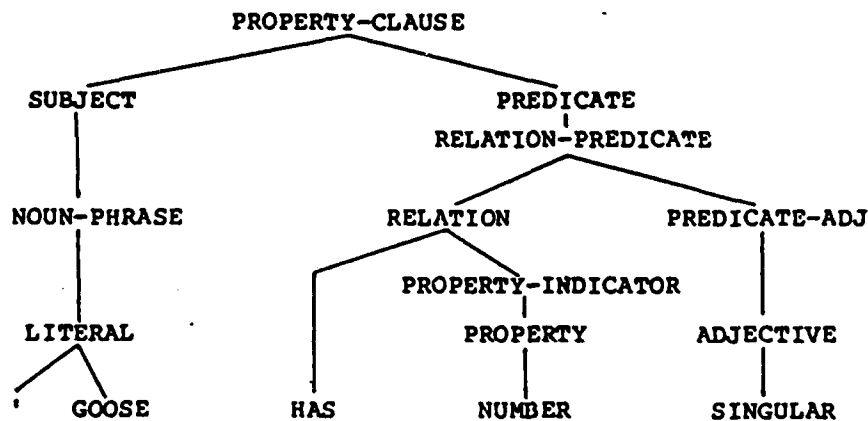 PROPERTY-CLAUSE
SUBJECT PREDICATE
RELATION-PREDICATE
NOUN-PHRASE RELATION PREDICATE-ADJ
PROPERTY-INDICATOR
LITERAL PROPERTY ADJECTIVE
' GOOSE HAS NUMBER SINGULAR